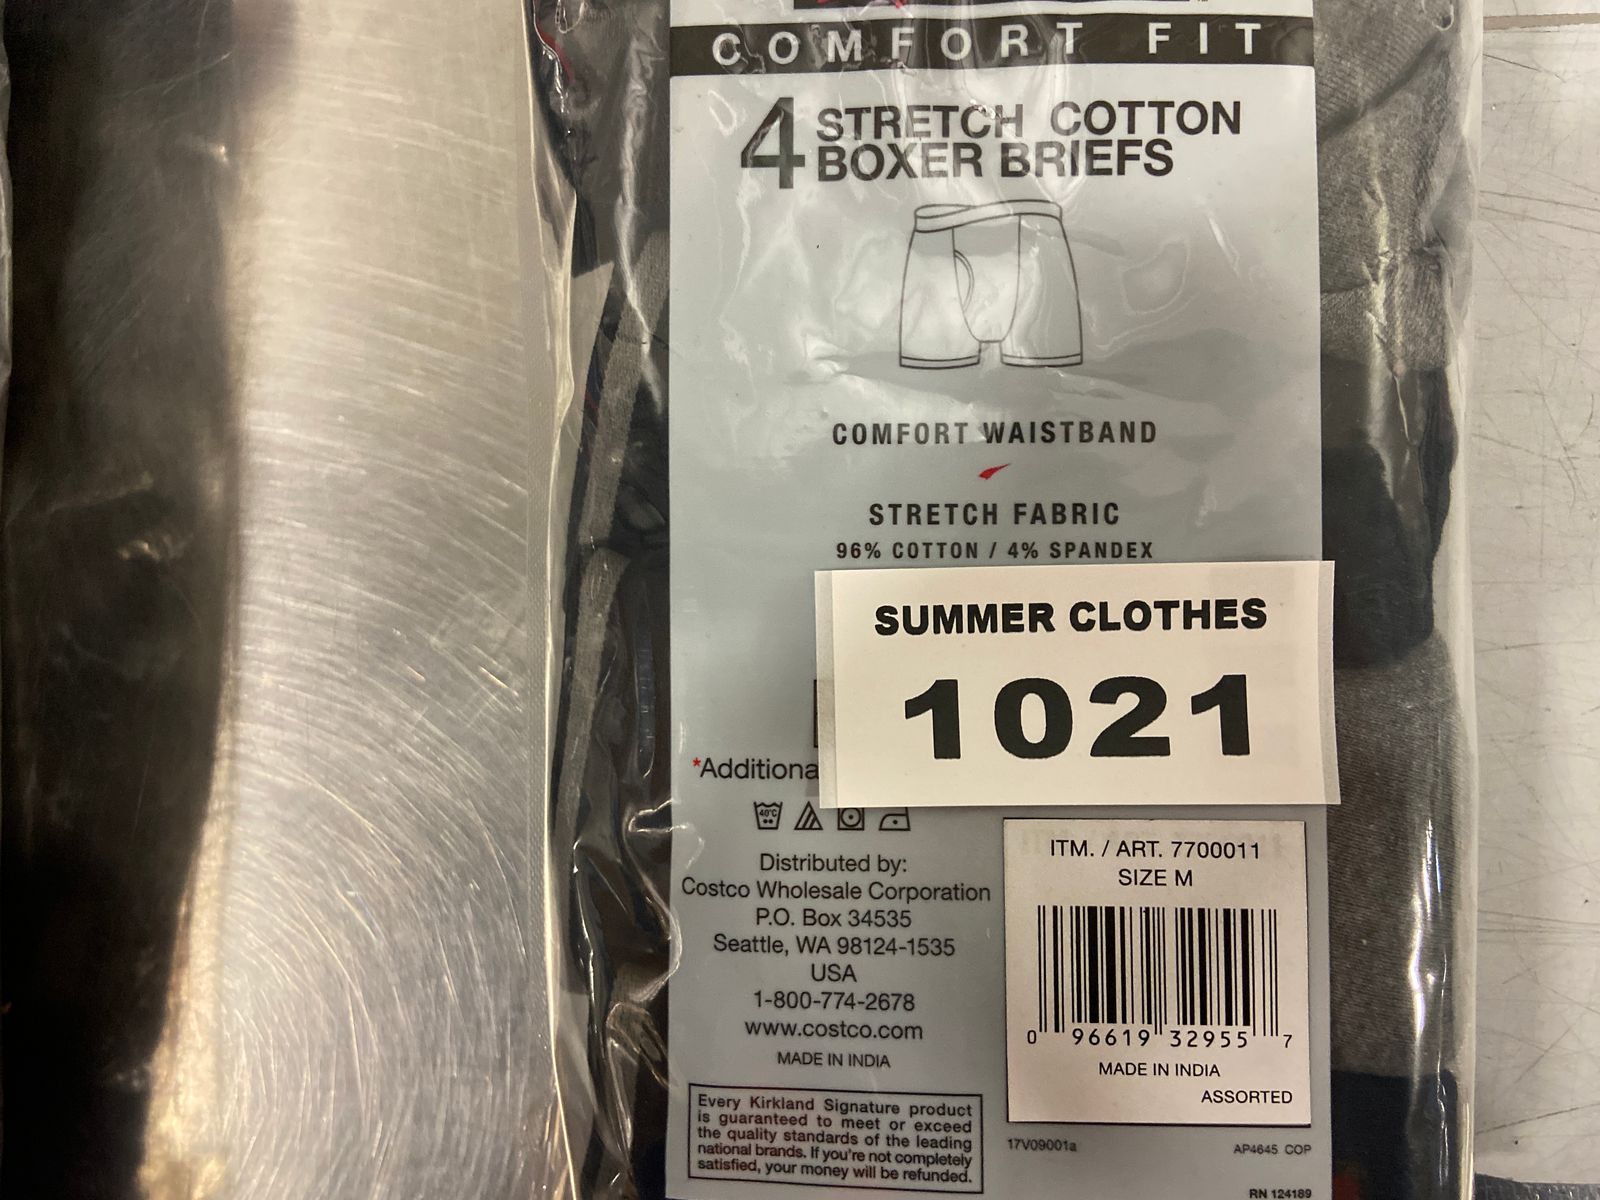 COMFORT FIT
4 STRETCH COTTON
BOXER BRIEFS
COMFORT WAISTBAND
STRETCH FABRIC
96% COTTON / 4% SPANDEX
SUMMER CLOTHES
1021
*Additiona
40°C
Distributed by:
Costco Wholesale Corporation
P.O. Box 34535
Seattle, WA 98124-1535
USA
1-800-774-2678
www.costco.com
MADE IN INDIA
Every Kirkland Signature product
is guaranteed to meet or exceed
the quality standards of the leading
national brands. If you're not completely
satisfied, your money will be refunded.
ITM. / ART. 7700011
SIZE M
0 96619 32955 7
MADE IN INDIA
ASSORTED
17V09001a
AP4645 COP
RN 124189